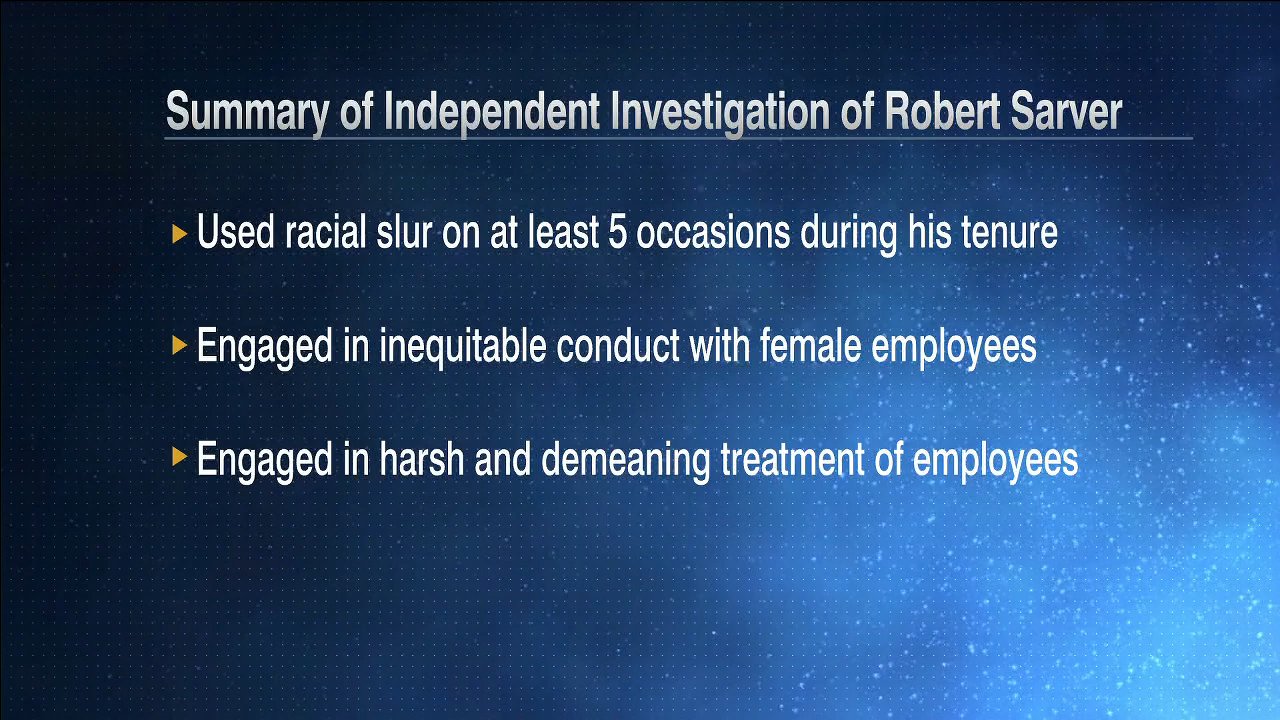 Summary of Independent Investigation of Robert Sarver
Used racial slur on at least 5 occasions during his tenure
Engaged in inequitable conduct with female employees
Engaged in harsh and demeaning treatment of employees